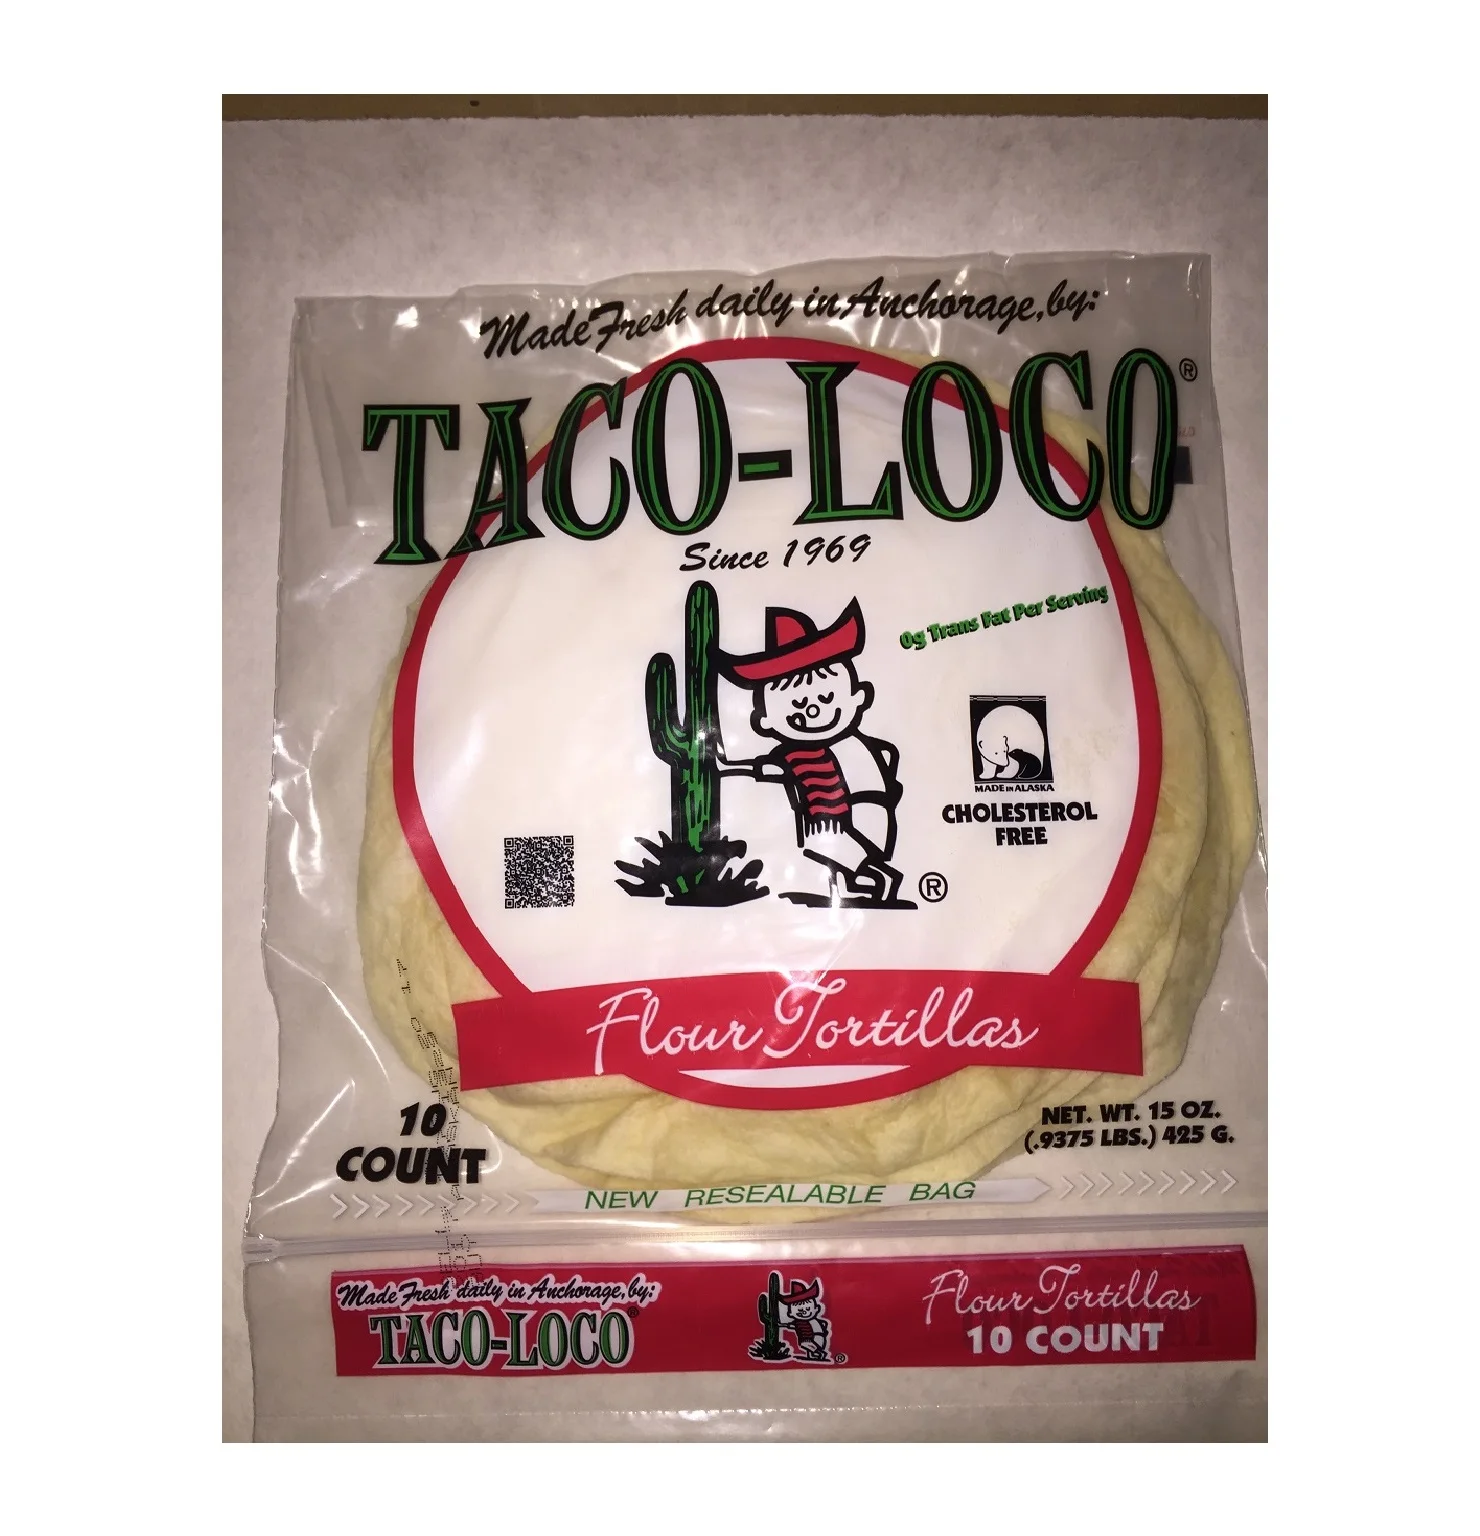 Made Fresh daily in Anchorage, by:
TACO-LOCO®
Since 1969
0g Trans Fat Per Serving
MADE IN ALASKA
CHOLESTEROL
FREE
®
Flour Tortillas
10
COUNT
NET. WT. 15 OZ.
(.9375 LBS.) 425 G.
NEW RESEALABLE BAG
Made Fresh daily in Anchorage, by:
TACO-LOCO®
®
Flour Tortillas
10 COUNT